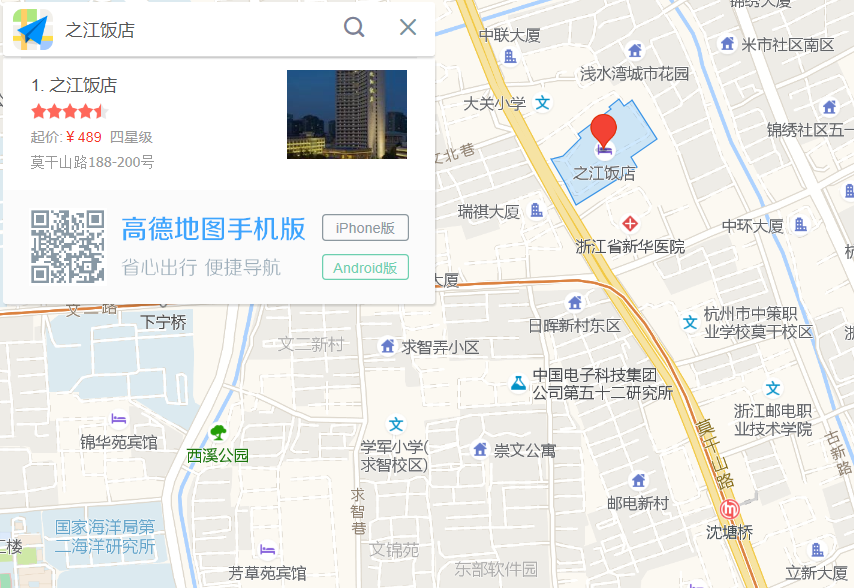 之江饭店
1. 之江饭店
起价: ¥ 489 四星级
莫干山路188-200号
高德地图手机版
省心出行 便捷导航
iPhone版
Android版
锦绣大厦
中联大厦
米市社区南区
浅水湾城市花园
大关小学
锦绣社区五一
北巷
之江饭店
瑞祺大厦
中环大厦
浙江省新华医院
大厦
文二路
下宁桥
日晖新村东区
杭州市中策职
业学校莫干校区
文二新村
求智弄小区
中国电子科技集团
公司第五十二研究所
浙江邮电职
业技术学院
莫干山路
古新路
锦华苑宾馆
西溪公园
学军小学(
求智校区)
崇文公寓
求智巷
邮电新村
沈塘桥
国家海洋局第
二海洋研究所
汇楼
文锦苑
芳草苑宾馆
东部软件园
立新大厦